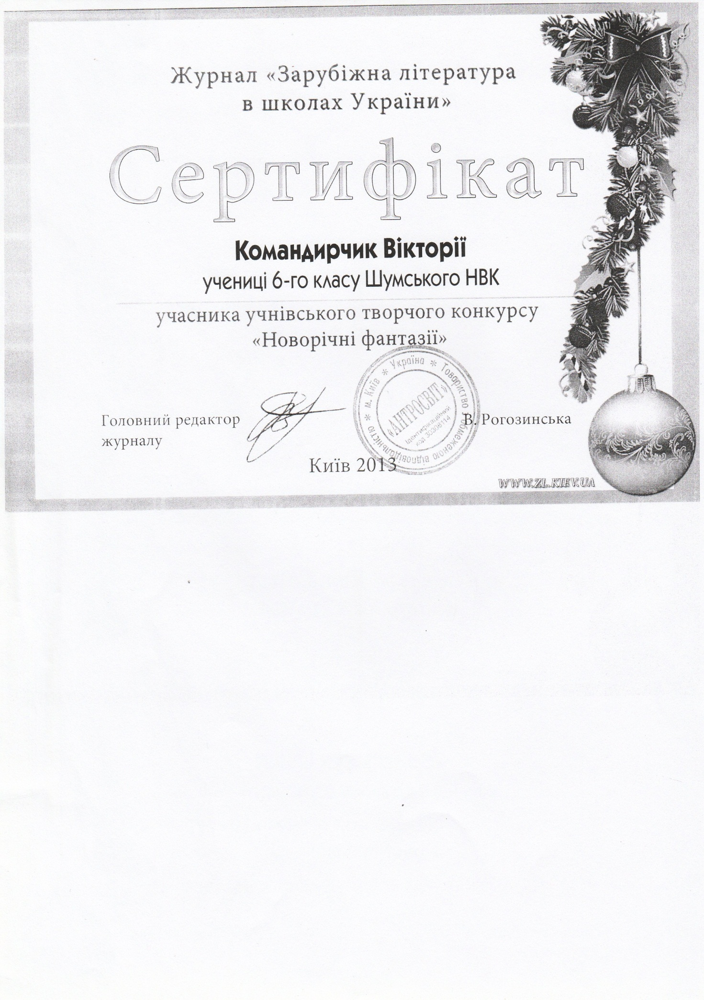 Журнал «Зарубіжна література
в школах України»
Сертифікат
Командирчик Вікторії
учениці 6-го класу Шумського НВК
учасника учнівського творчого конкурсу
«Новорічні фантазії»
* Україна * Товариство з обмеженою відповідальністю * м. Київ
«АНТРОСВІТ»
Ідентифікаційний
код 30308114
Головний редактор
журналу
В. Рогозинська
Київ 2013
WWW.ZL.KIEV.UA